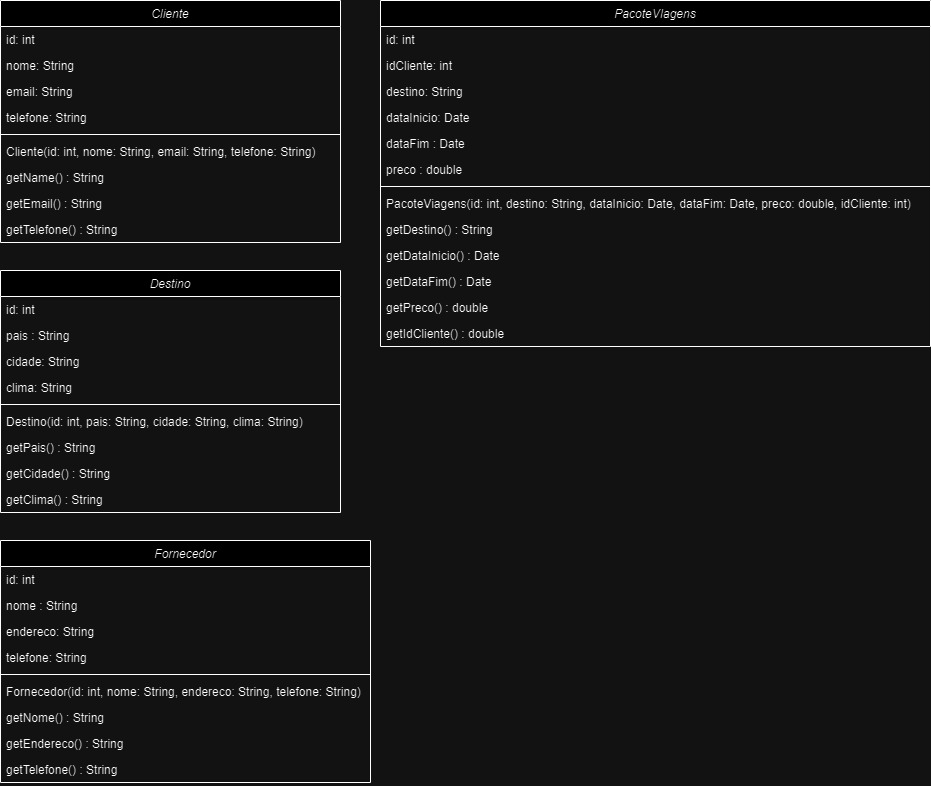 Cliente
id: int
nome: String
email: String
telefone: String
Cliente(id: int, nome: String, email: String, telefone: String)
getName() : String
getEmail() : String
getTelefone() : String
Destino
id: int
pais : String
cidade: String
clima: String
Destino(id: int, pais: String, cidade: String, clima: String)
getPais() : String
getCidade() : String
getClima() : String
Fornecedor
id: int
nome : String
endereco: String
telefone: String
Fornecedor(id: int, nome: String, endereco: String, telefone: String)
getNome() : String
getEndereco() : String
getTelefone() : String
PacoteVIagens
id: int
idCliente: int
destino: String
dataInicio: Date
dataFim : Date
preco : double
PacoteViagens(id: int, destino: String, dataInicio: Date, dataFim: Date, preco: double, idCliente: int)
getDestino() : String
getDataInicio() : Date
getDataFim() : Date
getPreco() : double
getIdCliente() : double